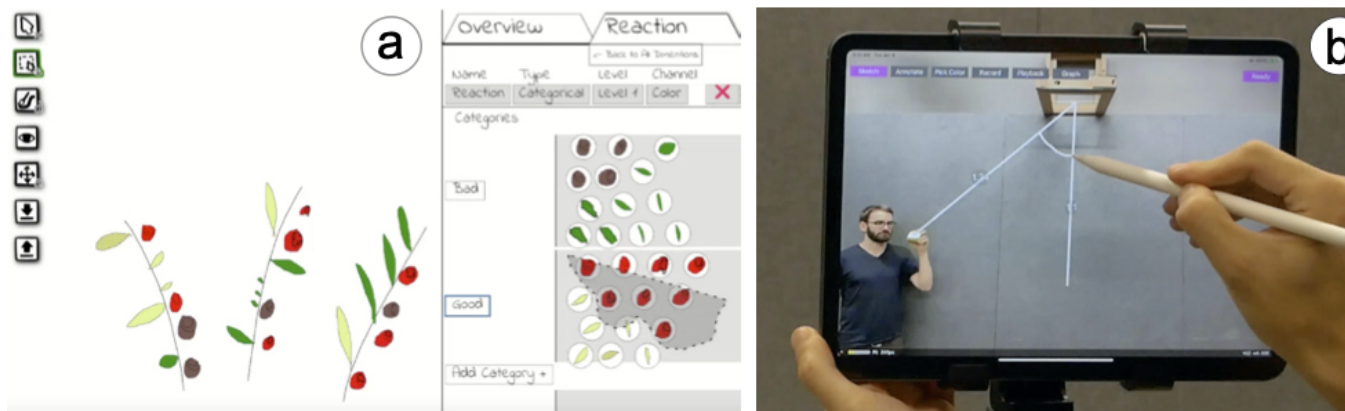 a
Overview
Reaction
← Back to All Dimentions
Name Type Level Channel
Reaction Categorical Level 1 Color X
Categories
Bad
Good
Add Category +
b
Sketch Annotate Pick Color Record Playback Graph
Ready